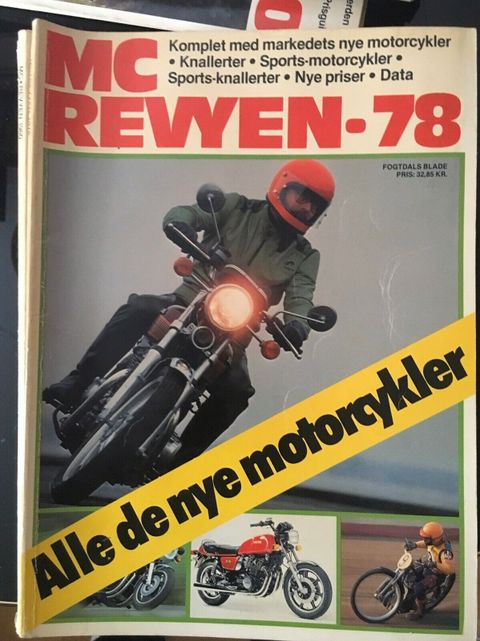 MC
REVYEN-78
Komplet med markedets nye motorcykler
• Knallerter • Sports-motorcykler •
Sports-knallerter • Nye priser • Data
FOGTDALS BLADE
PRIS: 32,85 KR.
Alle de nye motorcykler